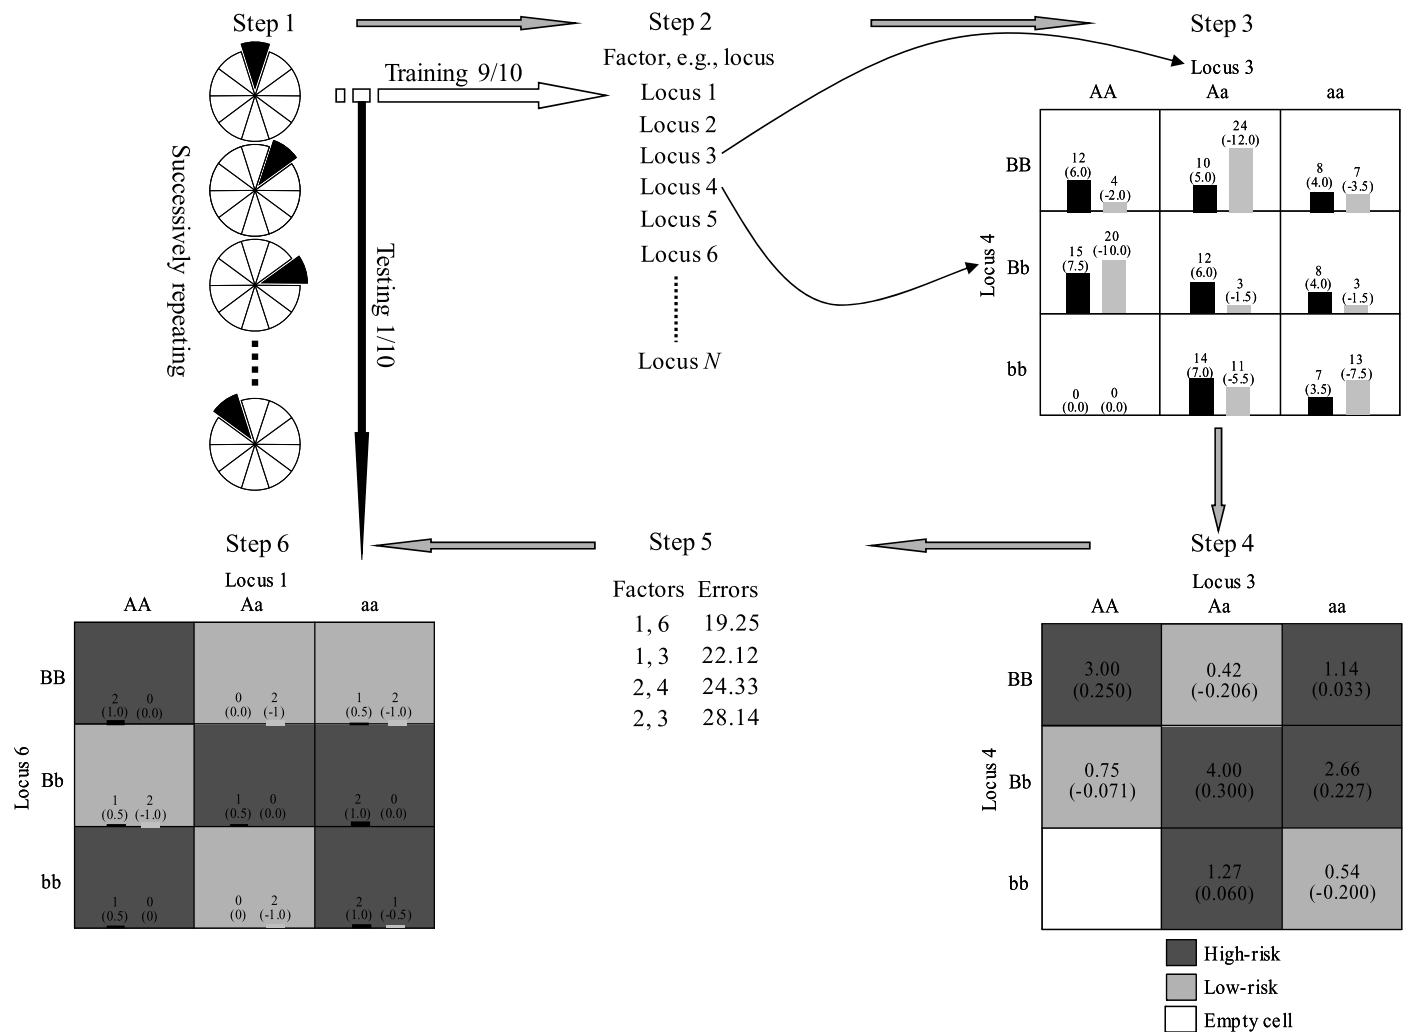 Step 1
Step 2
Step 3
Training 9/10
Testing 1/10
Successively repeating
Factor, e.g., locus
Locus 1
Locus 2
Locus 3
Locus 4
Locus 5
Locus 6
Locus N
Locus 3
AA Aa aa
Locus 4
BB
12 4 10 24 8 7
(6.0) (-2.0) (5.0) (-12.0) (4.0) (-3.5)
Bb
15 20 12 3 8 3
(7.5) (-10.0) (6.0) (-1.5) (4.0) (-1.5)
bb
0 0 14 11 7 13
(0.0) (0.0) (7.0) (-5.5) (3.5) (-7.5)
Step 4
Locus 3
AA Aa aa
Locus 4
BB
3.00 0.42 1.14
(0.250) (-0.206) (0.033)
Bb
0.75 4.00 2.66
(-0.071) (0.300) (0.227)
bb
1.27 0.54
(0.060) (-0.200)
High-risk
Low-risk
Empty cell
Step 5
Factors Errors
1, 6 19.25
1, 3 22.12
2, 4 24.33
2, 3 28.14
Step 6
Locus 1
AA Aa aa
Locus 6
BB
2 0 0 2 1 2
(1.0) (0.0) (0.0) (-1) (0.5) (-1.0)
Bb
1 2 1 0 2 0
(0.5) (-1.0) (0.5) (0.0) (1.0) (0.0)
bb
1 0 0 2 2 1
(0.5) (0) (0) (-1.0) (1.0) (-0.5)